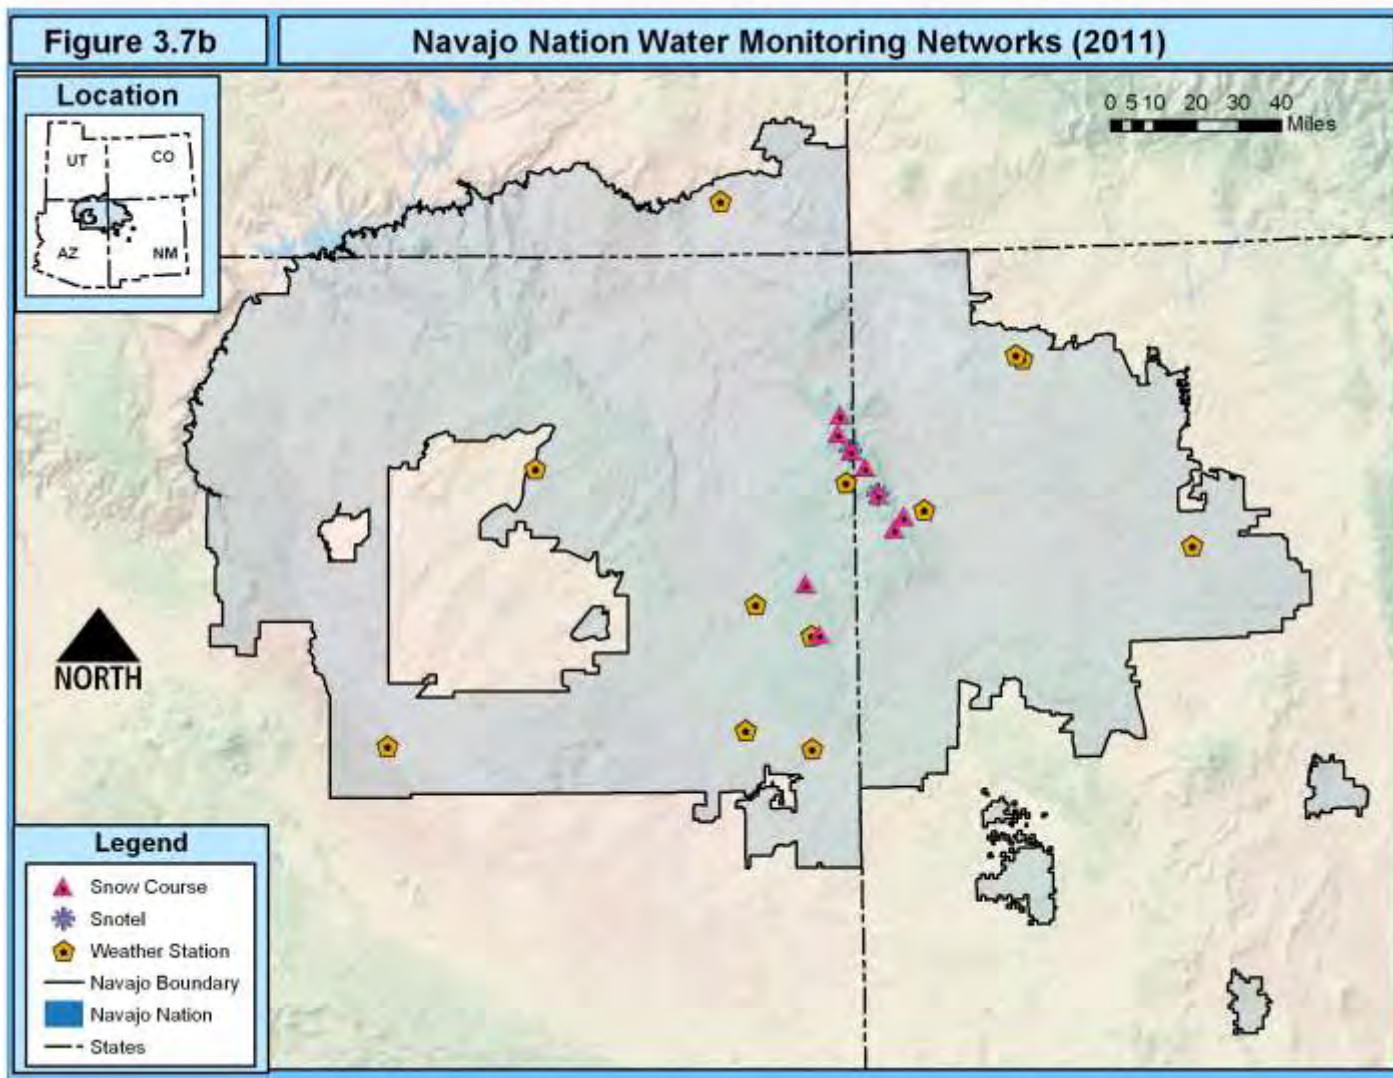 Figure 3.7b
Navajo Nation Water Monitoring Networks (2011)
Location
UT
CO
AZ
NM
0 5 10 20 30 40
Miles
NORTH
Legend
Snow Course
Snotel
Weather Station
Navajo Boundary
Navajo Nation
States